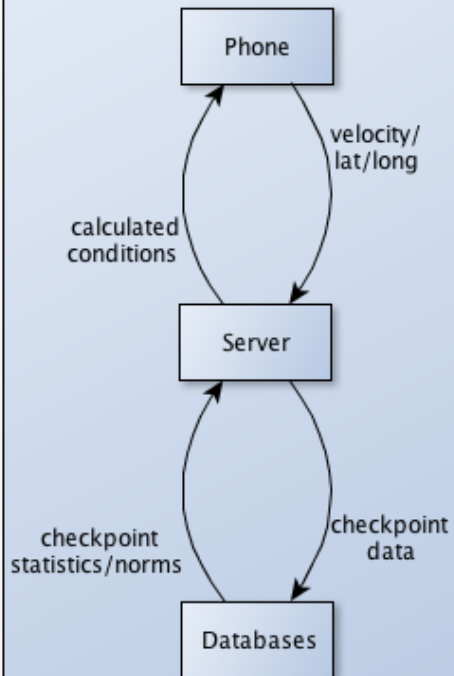 Phone
velocity/
lat/long
calculated
conditions
Server
checkpoint
data
checkpoint
statistics/norms
Databases